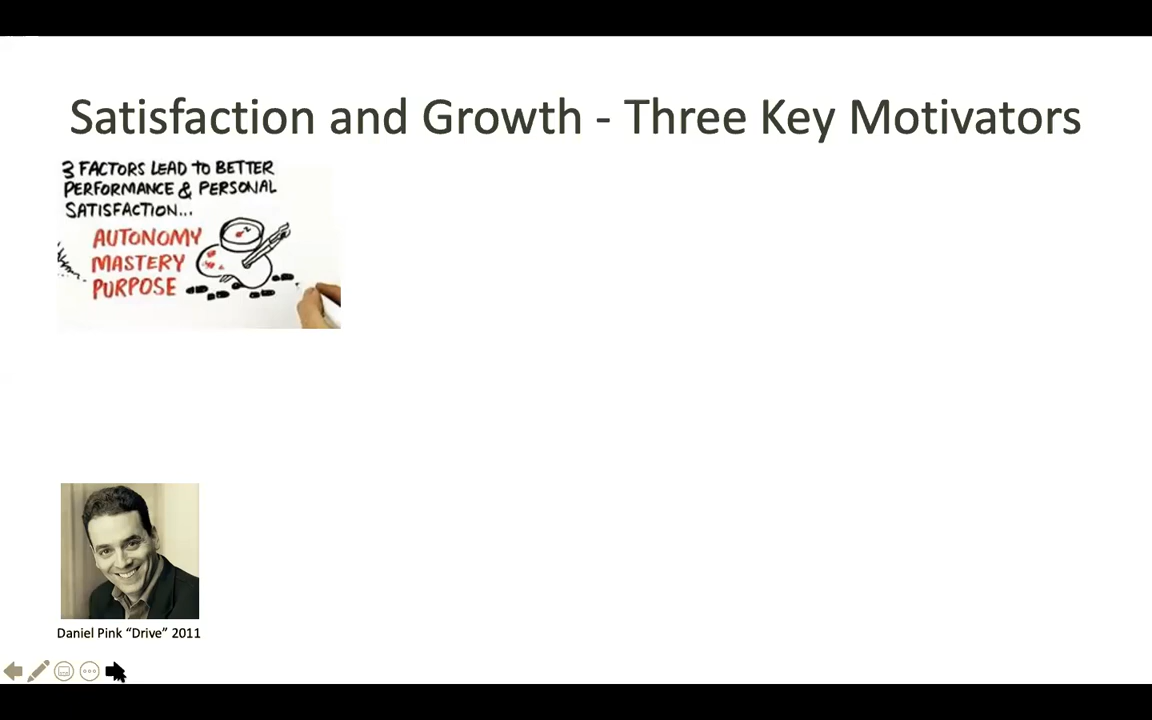 Satisfaction and Growth - Three Key Motivators
3 FACTORS LEAD TO BETTER
PERFORMANCE & PERSONAL
SATISFACTION...
AUTONOMY
MASTERY
PURPOSE
Daniel Pink “Drive” 2011